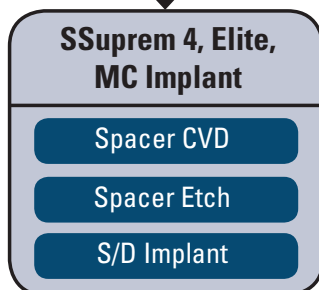 SSuprem 4, Elite,
MC Implant
Spacer CVD
Spacer Etch
S/D Implant